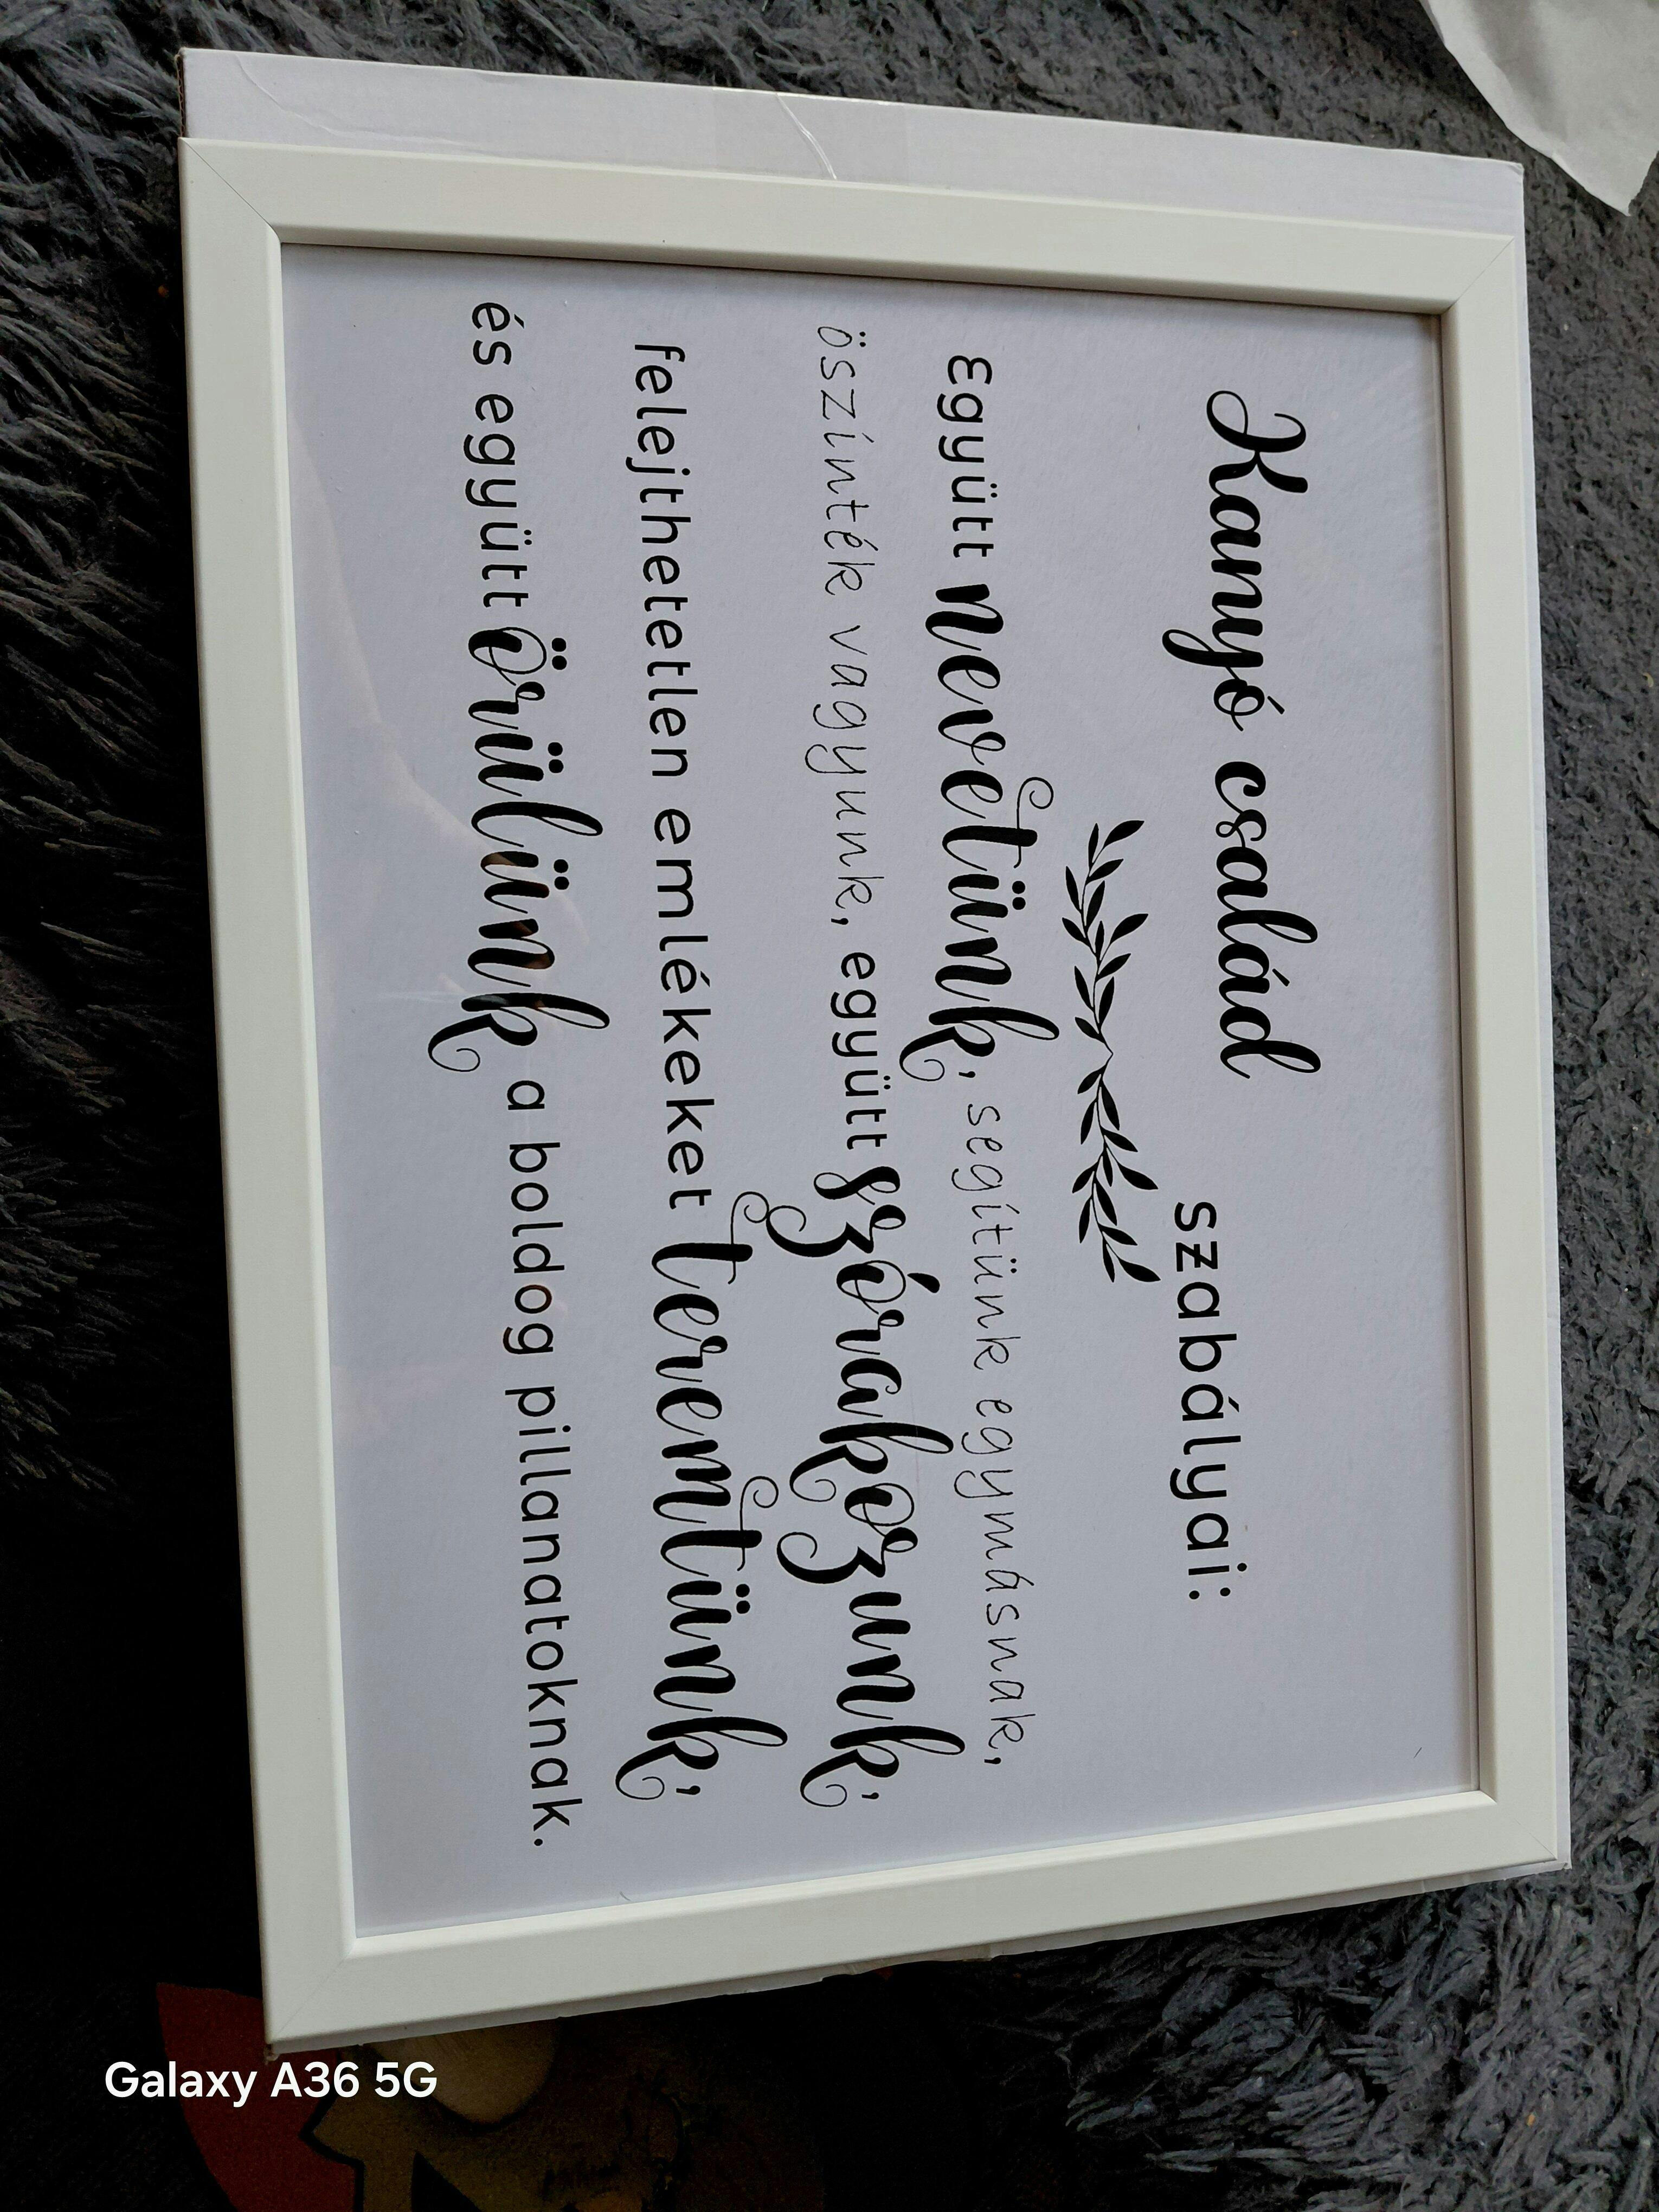 Kanyó család
szabályai:
Együtt nevetünk, segítünk egymásnak,
öszínték vagyunk, együtt szórakozunk,
felejthetetlen emlékeket teremtünk,
és együtt örülünk a boldog pillanatoknak.
Galaxy A36 5G